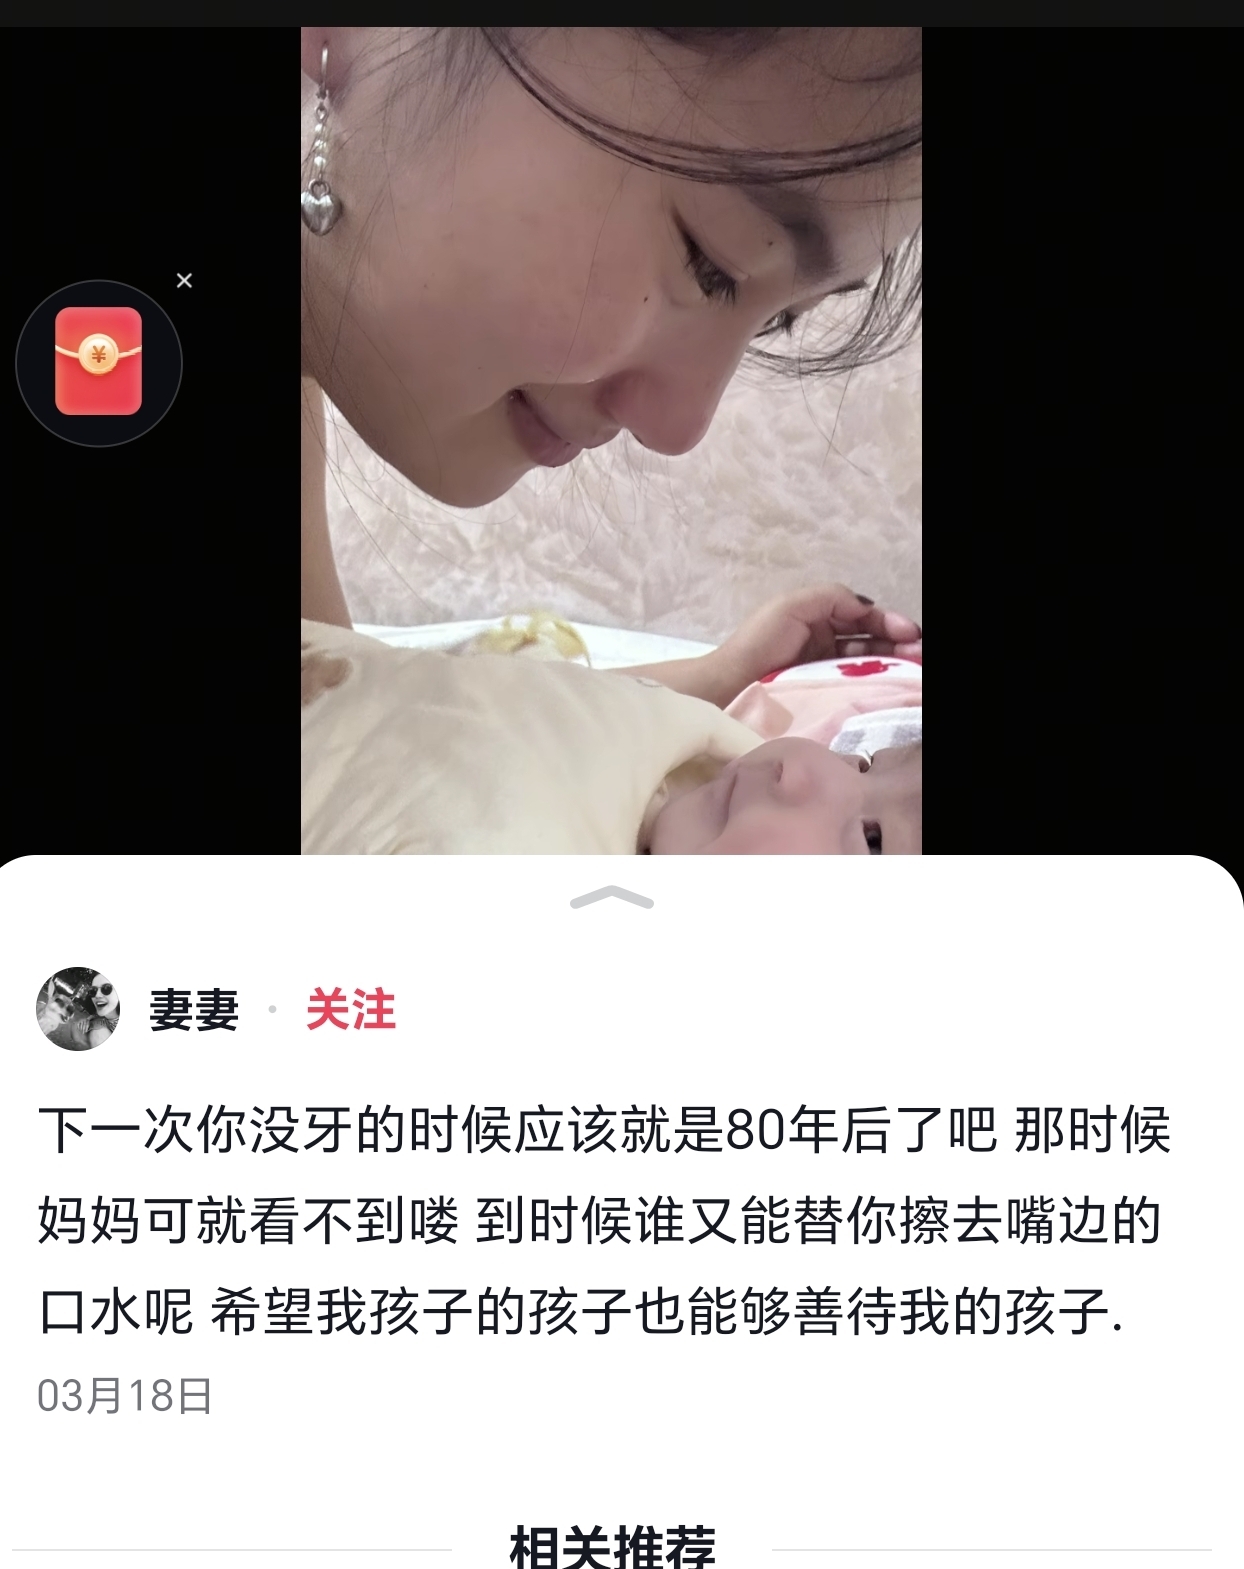 ¥
妻妻 · 关注
下一次你没牙的时候应该就是80年后了吧 那时候
妈妈可就看不到喽 到时候谁又能替你擦去嘴边的
口水呢 希望我孩子的孩子也能够善待我的孩子.
03月18日
相关推荐